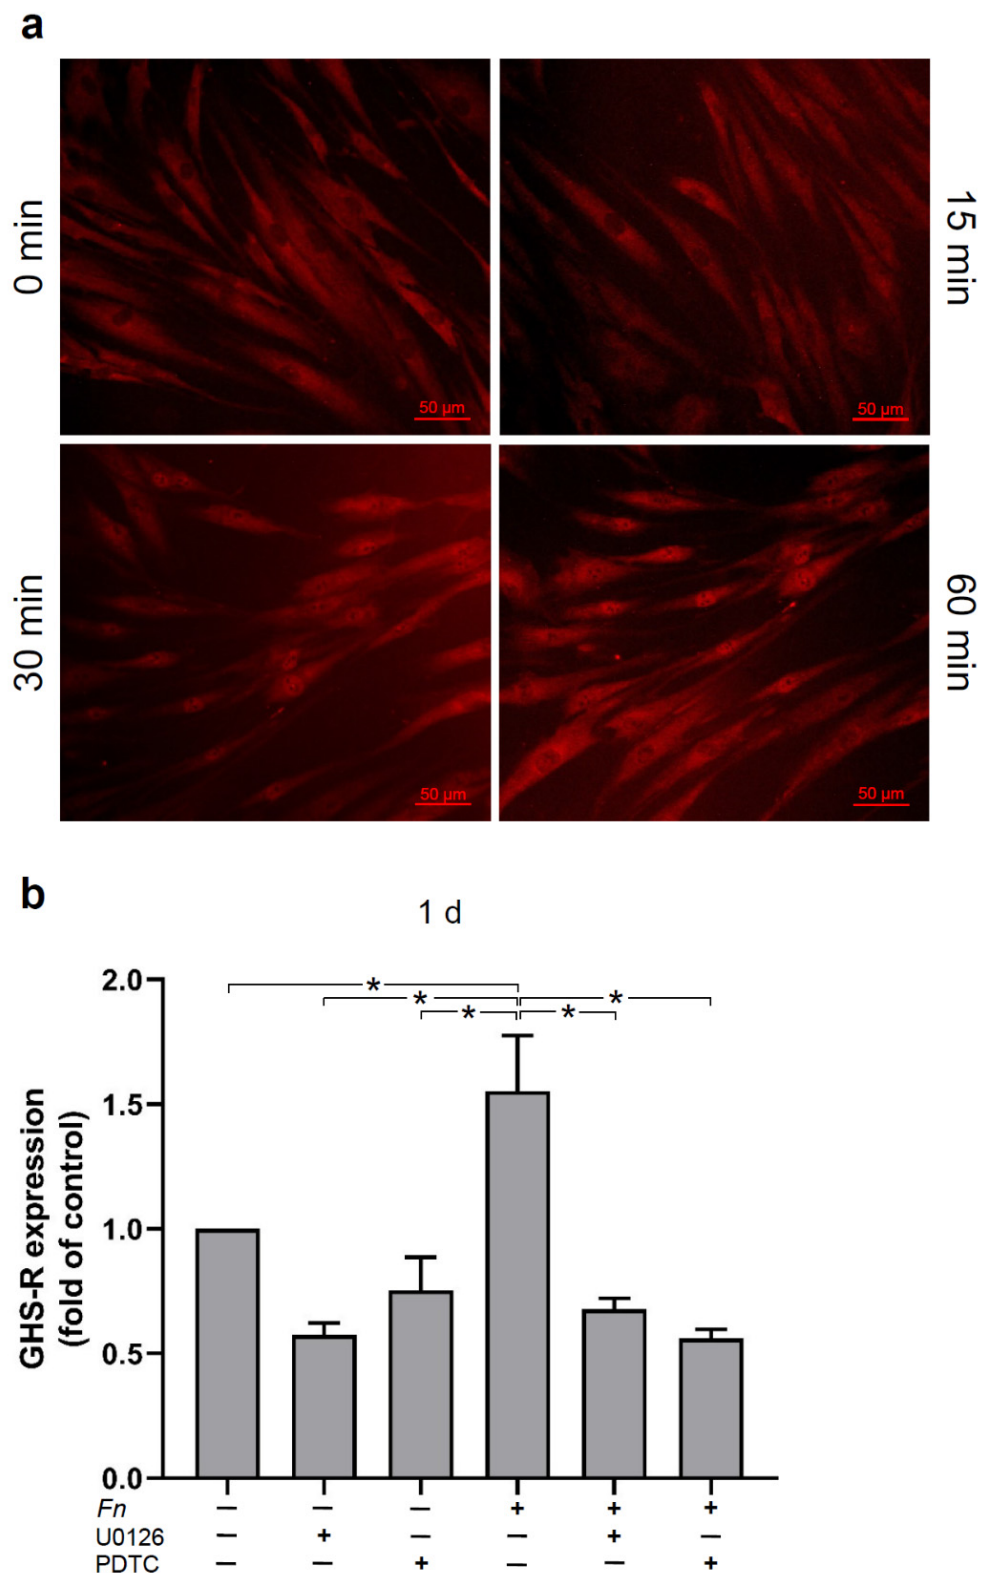 a
0 min
15 min
50 µm
50 µm
30 min
60 min
50 µm
50 µm
b
1 d
GHS-R expression
(fold of control)
2.0
1.5
1.0
0.5
0.0
* * * * *
Fn — — — + + +
U0126 — + — — + —
PDTC — — + — — +